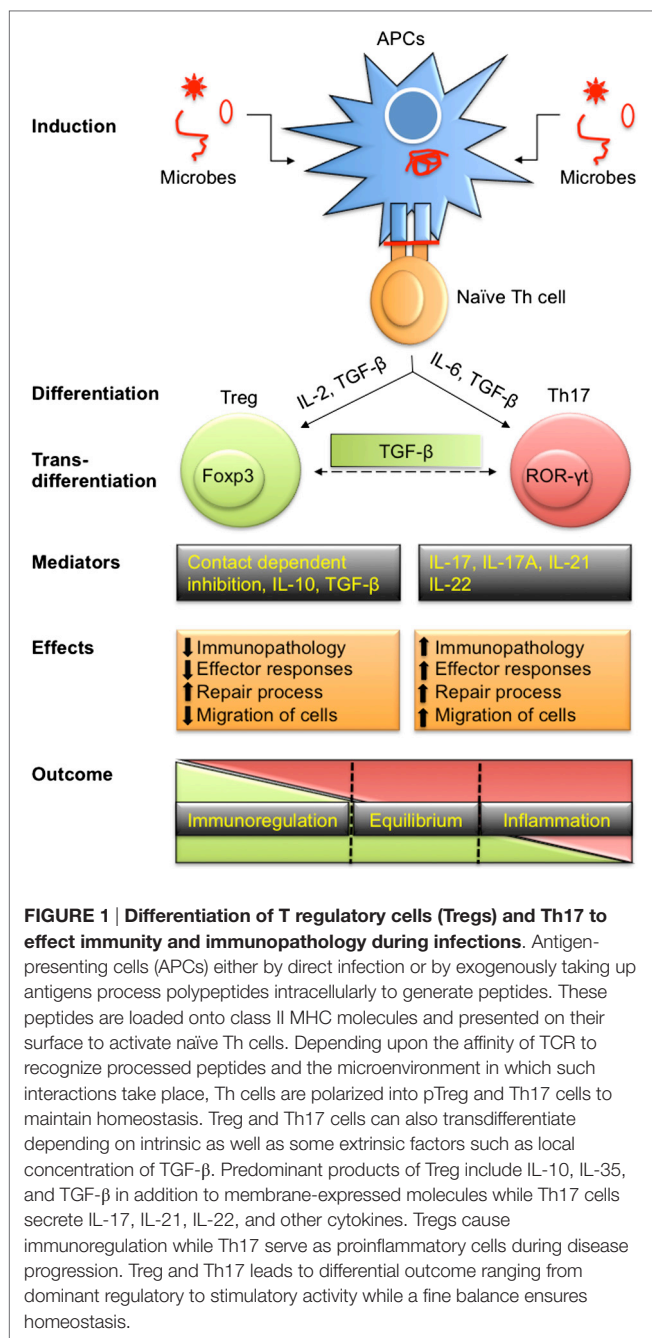 APCs
Induction
Microbes
Microbes
Naïve Th cell
Differentiation
Treg
IL-2, TGF-β
IL-6, TGF-β
Th17
Trans-
differentiation
Foxp3
TGF-β
ROR-γt
Mediators
Contact dependent
inhibition, IL-10, TGF-β
IL-17, IL-17A, IL-21
IL-22
Effects
Immunopathology
Effector responses
Repair process
Migration of cells
Immunopathology
Effector responses
Repair process
Migration of cells
Outcome
Immunoregulation
Equilibrium
Inflammation
FIGURE 1 | Differentiation of T regulatory cells (Tregs) and Th17 to
effect immunity and immunopathology during infections. Antigen-
presenting cells (APCs) either by direct infection or by exogenously taking up
antigens process polypeptides intracellularly to generate peptides. These
peptides are loaded onto class II MHC molecules and presented on their
surface to activate naïve Th cells. Depending upon the affinity of TCR to
recognize processed peptides and the microenvironment in which such
interactions take place, Th cells are polarized into pTreg and Th17 cells to
maintain homeostasis. Treg and Th17 cells can also transdifferentiate
depending on intrinsic as well as some extrinsic factors such as local
concentration of TGF-β. Predominant products of Treg include IL-10, IL-35,
and TGF-β in addition to membrane-expressed molecules while Th17 cells
secrete IL-17, IL-21, IL-22, and other cytokines. Tregs cause
immunoregulation while Th17 serve as proinflammatory cells during disease
progression. Treg and Th17 leads to differential outcome ranging from
dominant regulatory to stimulatory activity while a fine balance ensures
homeostasis.